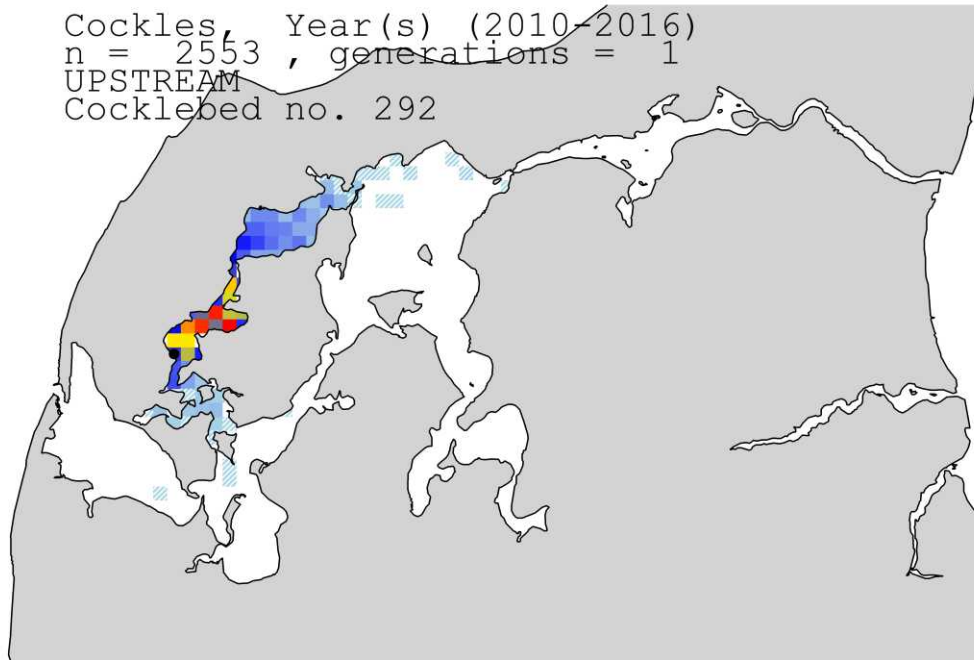 Cockles, Year(s) (2010-2016)
n = 2553 , generations = 1
UPSTREAM
Cocklebed no. 292